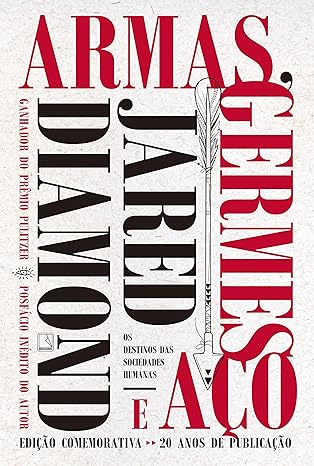 ARMAS,
GERMES
E AÇO
JARED
DIAMOND
OS
DESTINOS DAS
SOCIEDADES
HUMANAS
GANHADOR DO PRÊMIO PULITZER
POSFÁCIO INÉDITO DO AUTOR
EDIÇÃO COMEMORATIVA ▸▸ 20 ANOS DE PUBLICAÇÃO